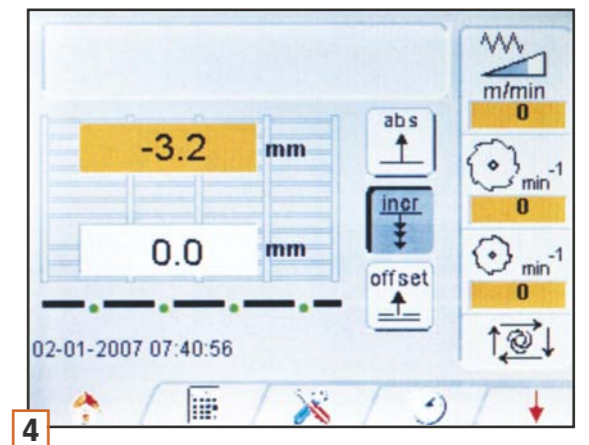 m/min
0
abs
-3.2 mm
min-1
incr
0
0.0 mm
min-1
offset
0
02-01-2007 07:40:56
4